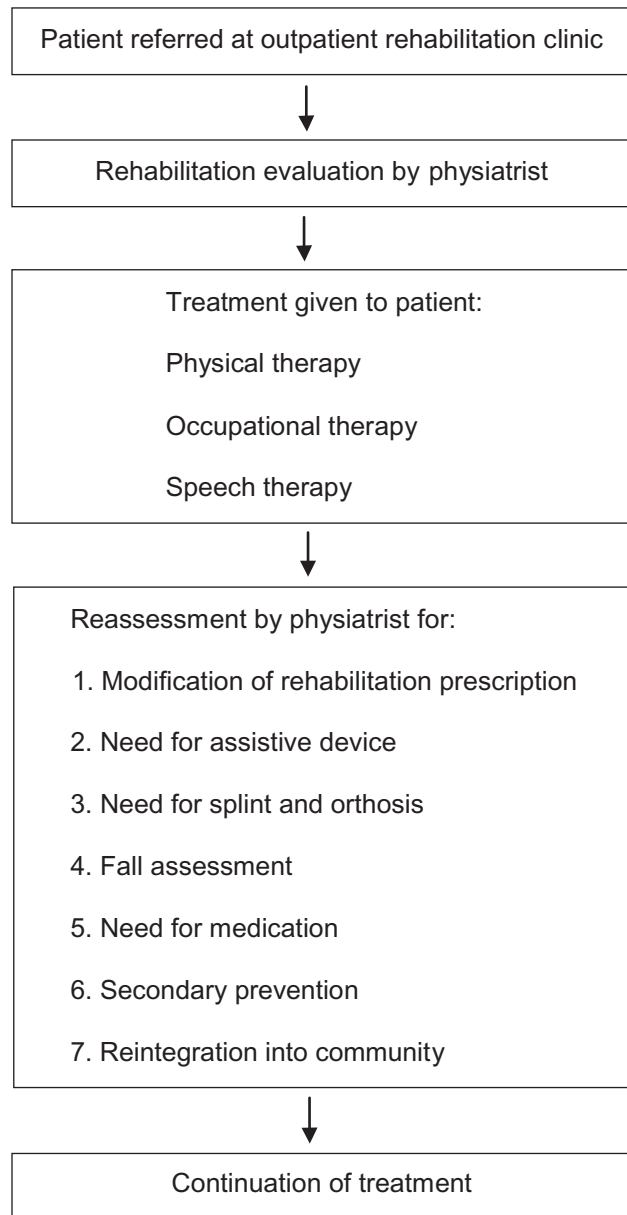 Patient referred at outpatient rehabilitation clinic
Rehabilitation evaluation by physiatrist
Treatment given to patient:
Physical therapy
Occupational therapy
Speech therapy
Reassessment by physiatrist for:
1. Modification of rehabilitation prescription
2. Need for assistive device
3. Need for splint and orthosis
4. Fall assessment
5. Need for medication
6. Secondary prevention
7. Reintegration into community
Continuation of treatment